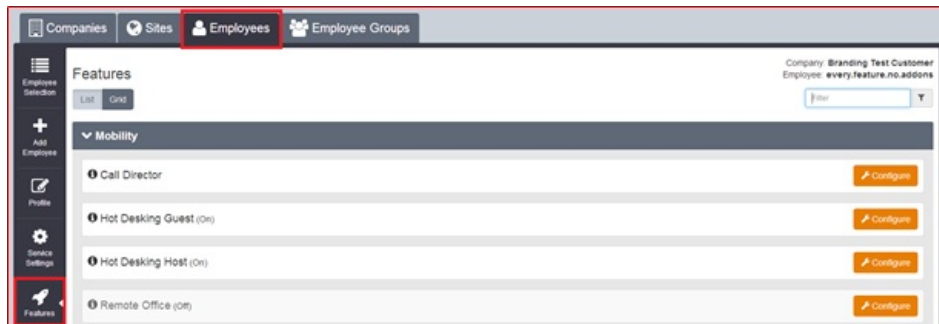 Companies
Sites
Employees
Employee Groups
Employee
Selection
Add
Employee
Profile
Service
Settings
Features
Features
Company: Branding Test Customer
Employee: every.feature.no.addons
List
Grid
Filter
Mobility
Call Director
Configure
Hot Desking Guest (On)
Configure
Hot Desking Host (On)
Configure
Remote Office (Off)
Configure